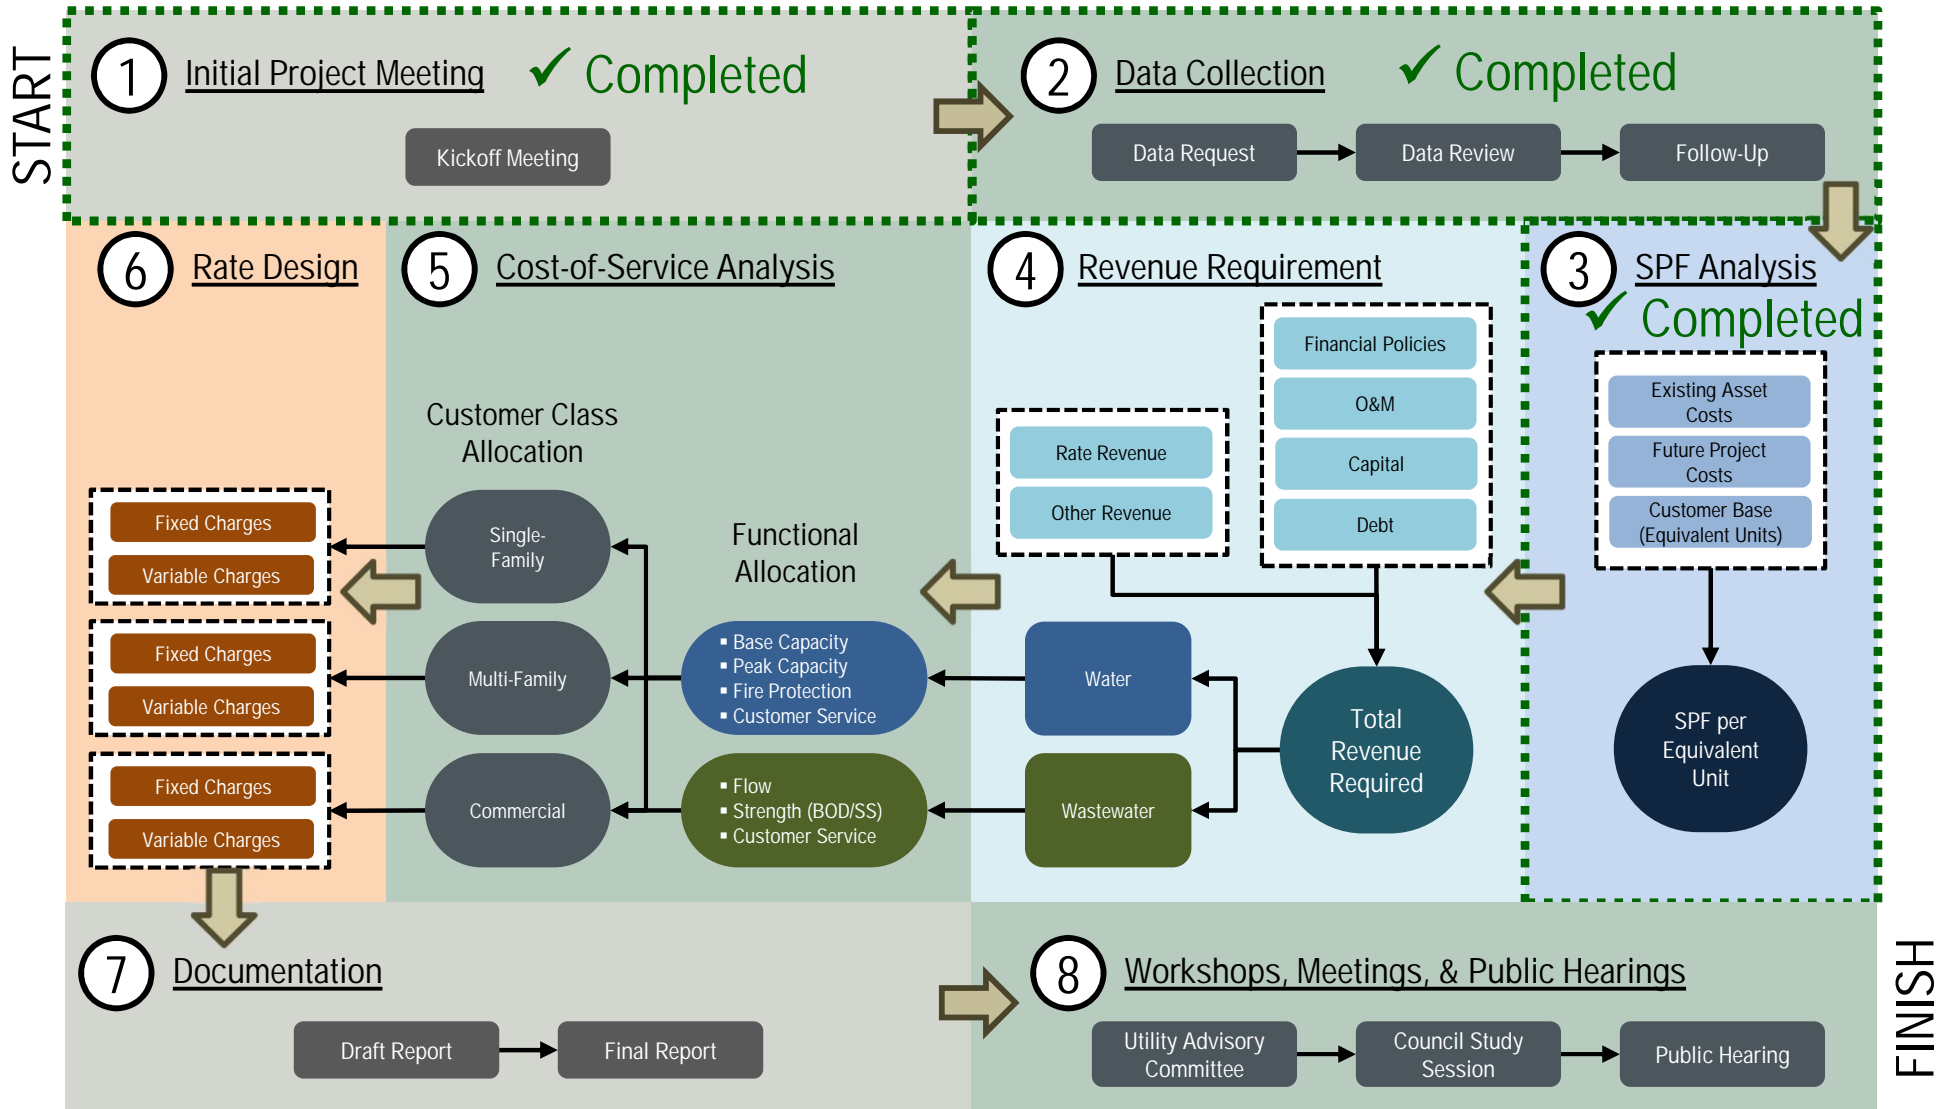 START
1 Initial Project Meeting ✓ Completed
Kickoff Meeting
2 Data Collection ✓ Completed
Data Request
Data Review
Follow-Up
3 SPF Analysis
✓ Completed
Existing Asset
Costs
Future Project
Costs
Customer Base
(Equivalent Units)
SPF per
Equivalent
Unit
4 Revenue Requirement
Financial Policies
O&M
Capital
Debt
Rate Revenue
Other Revenue
Total
Revenue
Required
Water
Wastewater
5 Cost-of-Service Analysis
Functional
Allocation
▪ Base Capacity
▪ Peak Capacity
▪ Fire Protection
▪ Customer Service
▪ Flow
▪ Strength (BOD/SS)
▪ Customer Service
Customer Class
Allocation
Single-
Family
Multi-Family
Commercial
6 Rate Design
Fixed Charges
Variable Charges
Fixed Charges
Variable Charges
Fixed Charges
Variable Charges
7 Documentation
Draft Report
Final Report
8 Workshops, Meetings, & Public Hearings
Utility Advisory
Committee
Council Study
Session
Public Hearing
FINISH